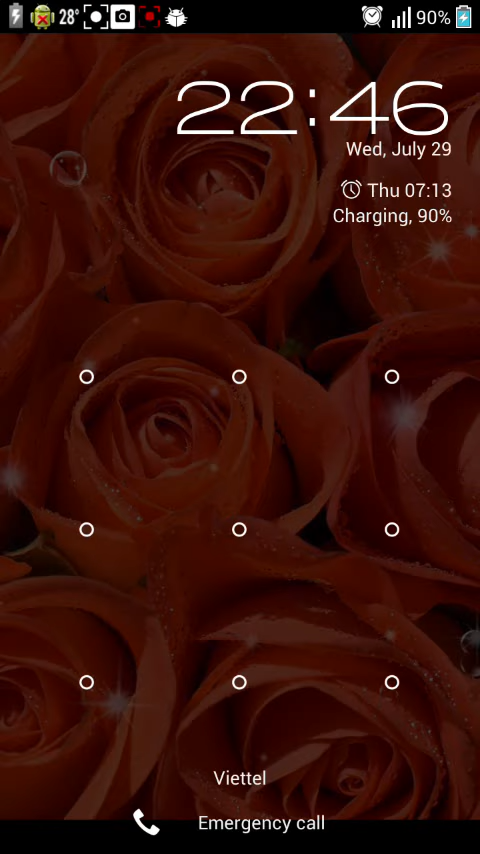 28° 90%
22:46
Wed, July 29
Thu 07:13
Charging, 90%
Viettel
Emergency call